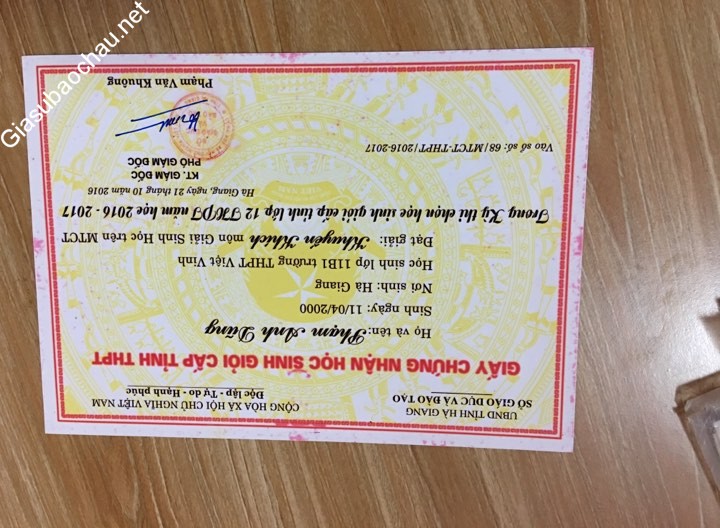 UBND TỈNH HÀ GIANG
SỞ GIÁO DỤC VÀ ĐÀO TẠO
CỘNG HÒA XÃ HỘI CHỦ NGHĨA VIỆT NAM
Độc lập - Tự do - Hạnh phúc
GIẤY CHỨNG NHẬN HỌC SINH GIỎI CẤP TỈNH THPT
Họ và tên: Phạm Anh Dũng
Sinh ngày: 11/04/2000
Nơi sinh: Hà Giang
Học sinh lớp 11B1 trường THPT Việt Vinh
Đạt giải: Khuyến Khích môn Giải Sinh Học trên MTCT
Trong Kỳ thi chọn học sinh giỏi cấp tỉnh lớp 12 THPT năm học 2016 - 2017
Hà Giang, ngày 21 tháng 10 năm 2016
KT. GIÁM ĐỐC
PHÓ GIÁM ĐỐC
Vào sổ số: 68/MTCT-THPT/2016-2017
Phạm Văn Khuông
Giasubaochau.net